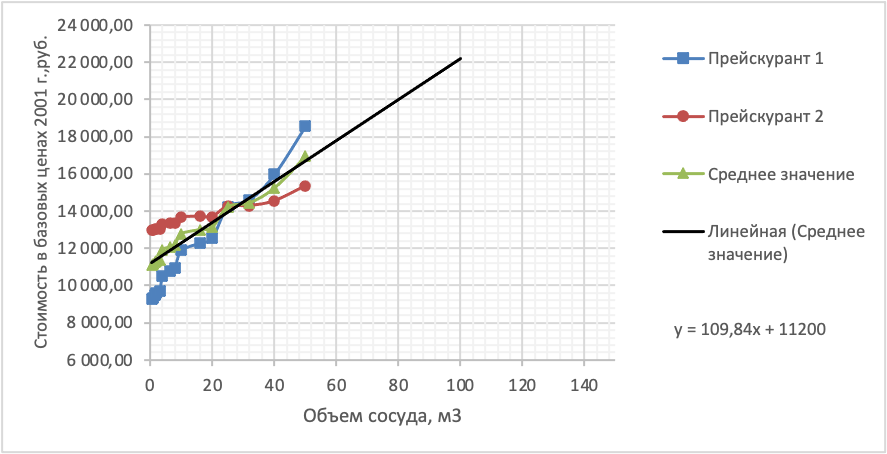 24 000,00
22 000,00
20 000,00
18 000,00
16 000,00
14 000,00
12 000,00
10 000,00
8 000,00
6 000,00
Стоимость в базовых ценах 2001 г.,руб.
0 20 40 60 80 100 120 140
Объем сосуда, м3
Прейскурант 1
Прейскурант 2
Среднее значение
Линейная (Среднее
значение)
y = 109,84x + 11200